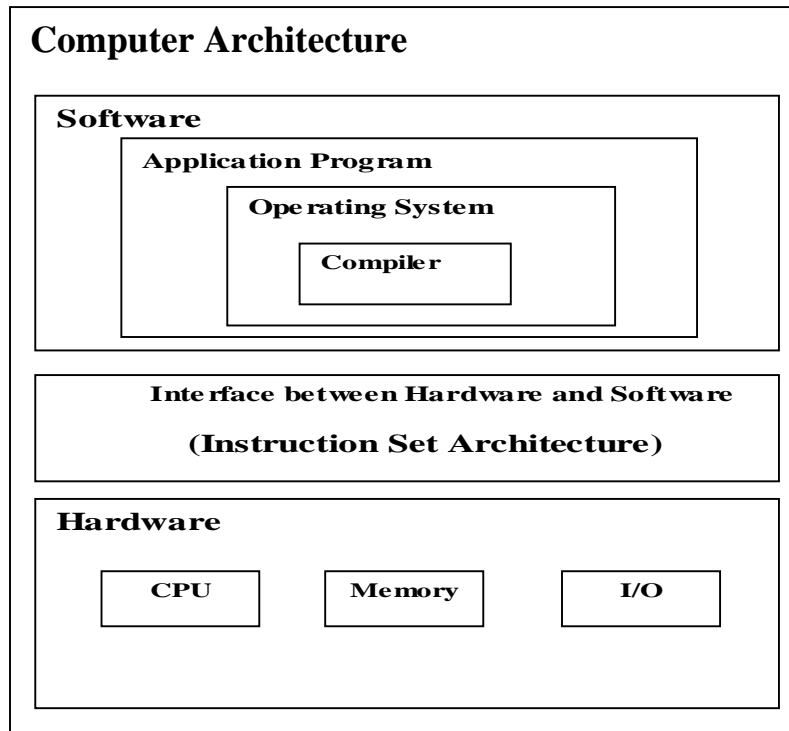 Computer Architecture
Software
Application Program
Operating System
Compiler
Interface between Hardware and Software
(Instruction Set Architecture)
Hardware
CPU
Memory
I/O